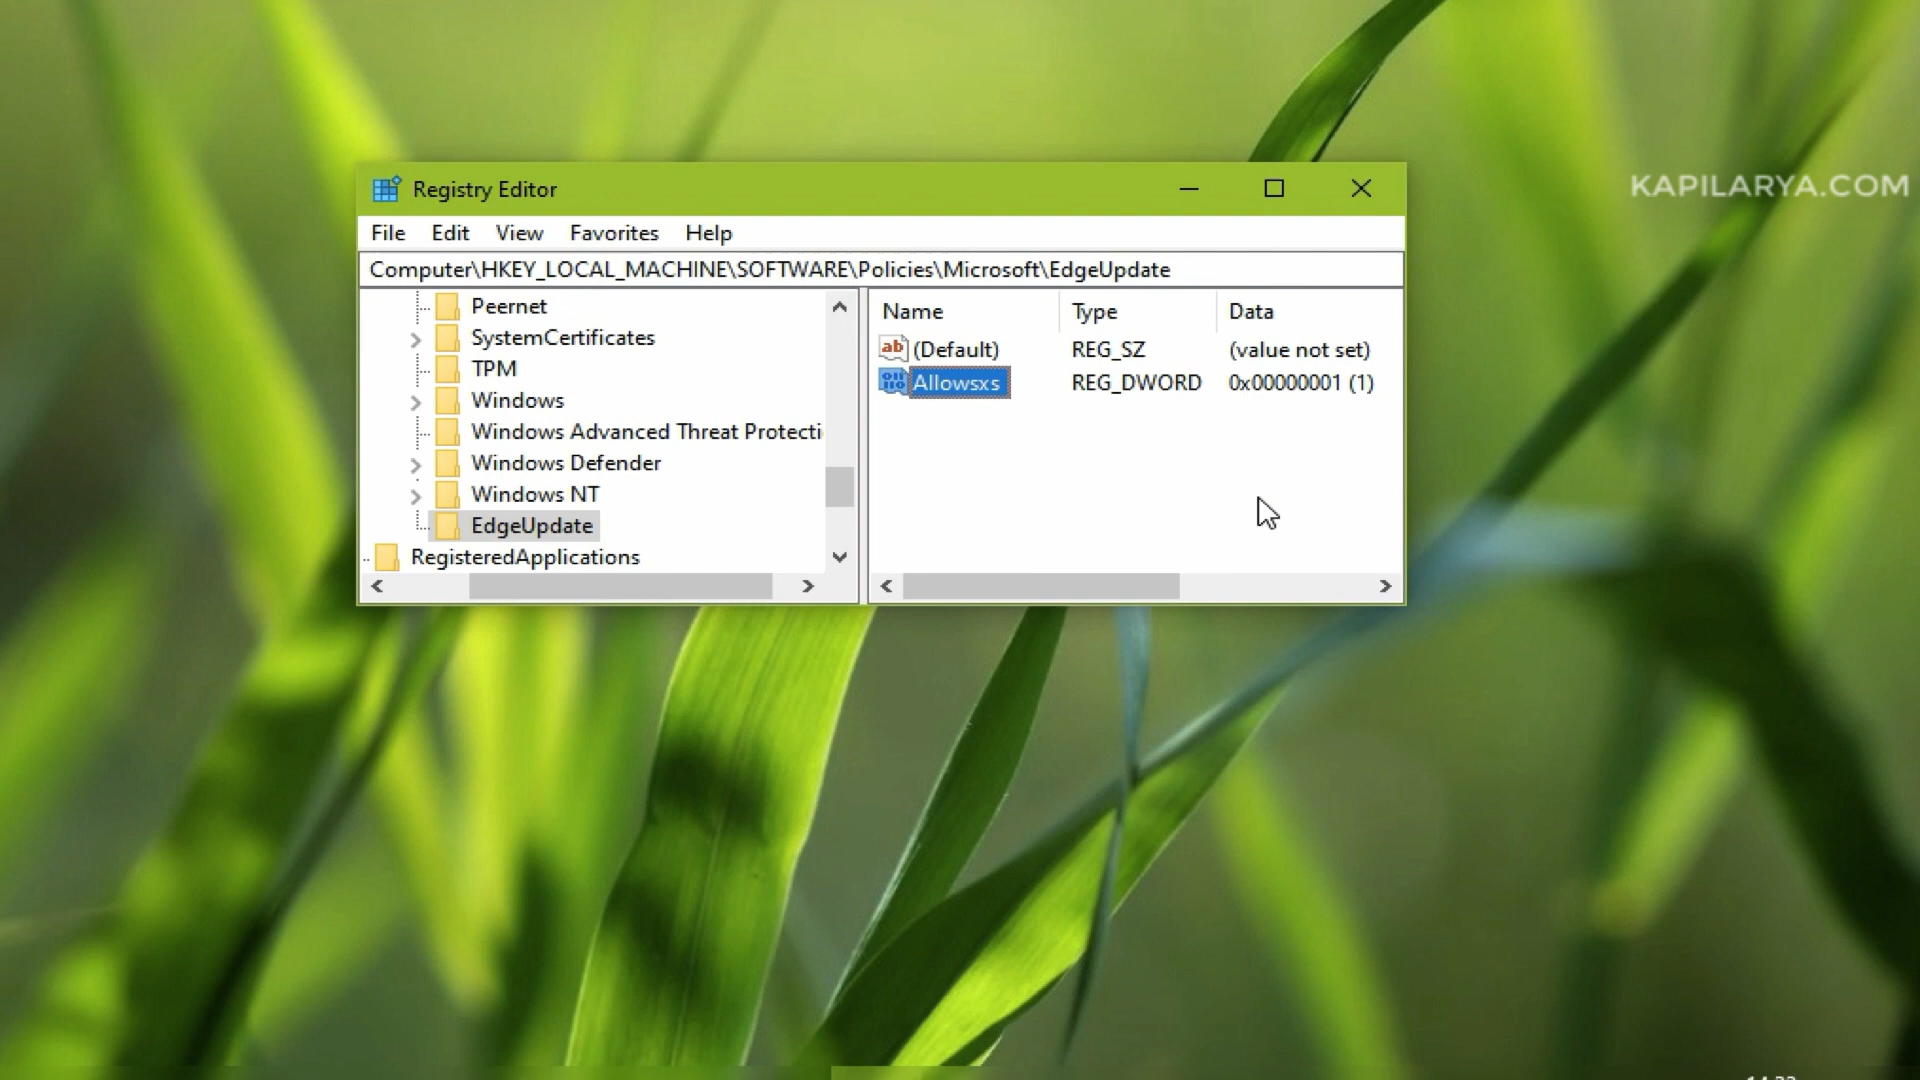 KAPILARYA.COM
Registry Editor
File Edit View Favorites Help
Computer\HKEY_LOCAL_MACHINE\SOFTWARE\Policies\Microsoft\EdgeUpdate
Peernet
SystemCertificates
TPM
Windows
Windows Advanced Threat Protecti
Windows Defender
Windows NT
EdgeUpdate
RegisteredApplications
Name Type Data
(Default) REG_SZ (value not set)
Allowsxs REG_DWORD 0x00000001 (1)